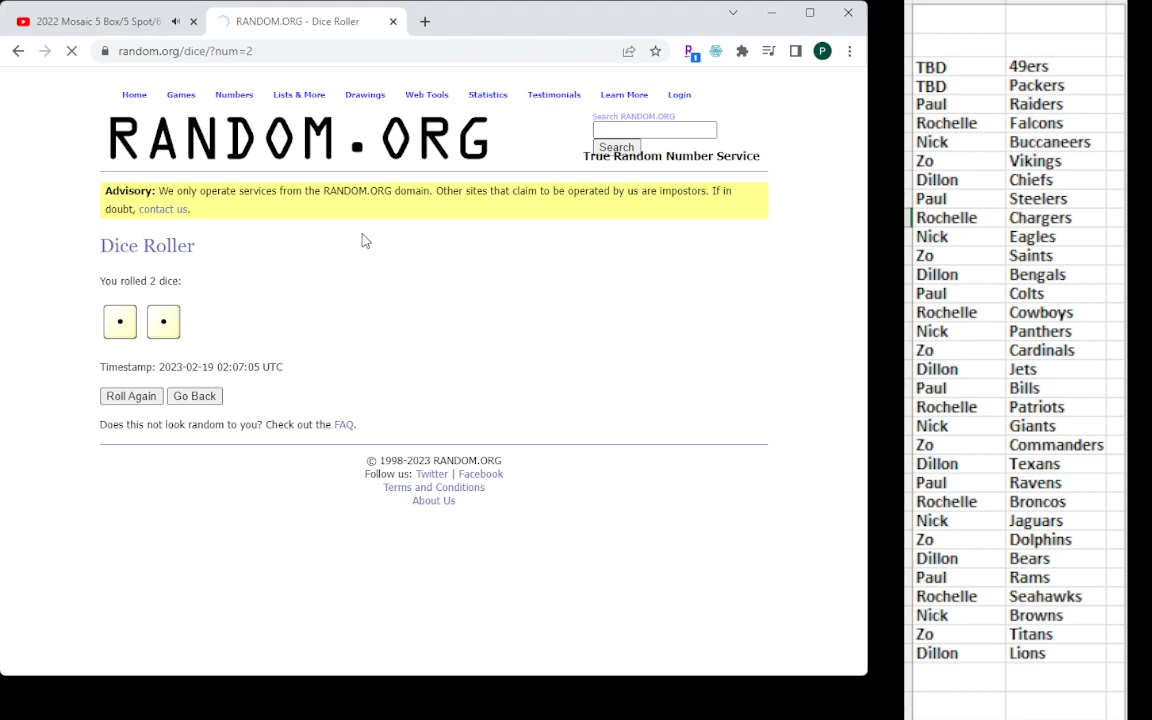 2022 Mosaic 5 Box/5 Spot/6
RANDOM.ORG - Dice Roller
random.org/dice/?num=2
1
P
Home Games Numbers Lists & More Drawings Web Tools Statistics Testimonials Learn More Login
RANDOM.ORG
Search RANDOM.ORG
Search
True Random Number Service
Advisory: We only operate services from the RANDOM.ORG domain. Other sites that claim to be operated by us are impostors. If in
doubt, contact us.
Dice Roller
You rolled 2 dice:
Timestamp: 2023-02-19 02:07:05 UTC
Roll Again Go Back
Does this not look random to you? Check out the FAQ.
© 1998-2023 RANDOM.ORG
Follow us: Twitter | Facebook
Terms and Conditions
About Us
TBD 49ers
TBD Packers
Paul Raiders
Rochelle Falcons
Nick Buccaneers
Zo Vikings
Dillon Chiefs
Paul Steelers
Rochelle Chargers
Nick Eagles
Zo Saints
Dillon Bengals
Paul Colts
Rochelle Cowboys
Nick Panthers
Zo Cardinals
Dillon Jets
Paul Bills
Rochelle Patriots
Nick Giants
Zo Commanders
Dillon Texans
Paul Ravens
Rochelle Broncos
Nick Jaguars
Zo Dolphins
Dillon Bears
Paul Rams
Rochelle Seahawks
Nick Browns
Zo Titans
Dillon Lions